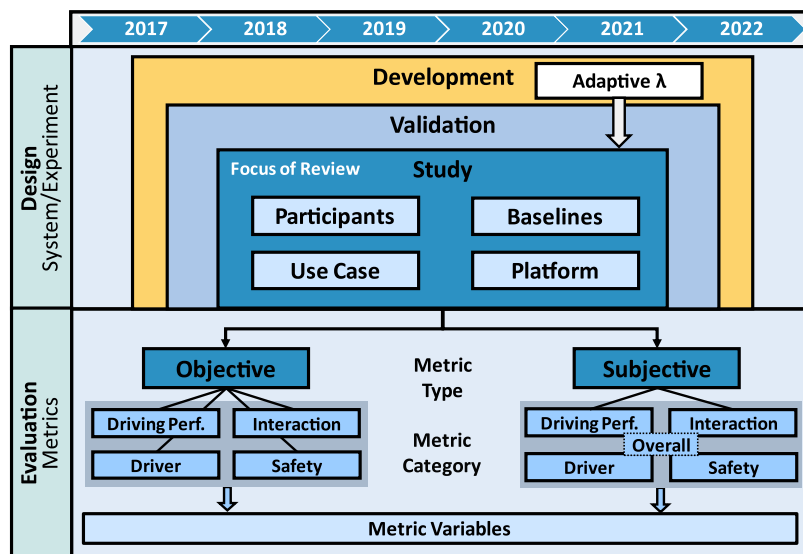 2017 2018 2019 2020 2021 2022
Design
System/Experiment
Development
Adaptive λ
Validation
Focus of Review
Study
Participants
Baselines
Use Case
Platform
Evaluation
Metrics
Objective
Metric
Type
Subjective
Driving Perf.
Interaction
Driver
Safety
Metric
Category
Driving Perf.
Interaction
Overall
Driver
Safety
Metric Variables